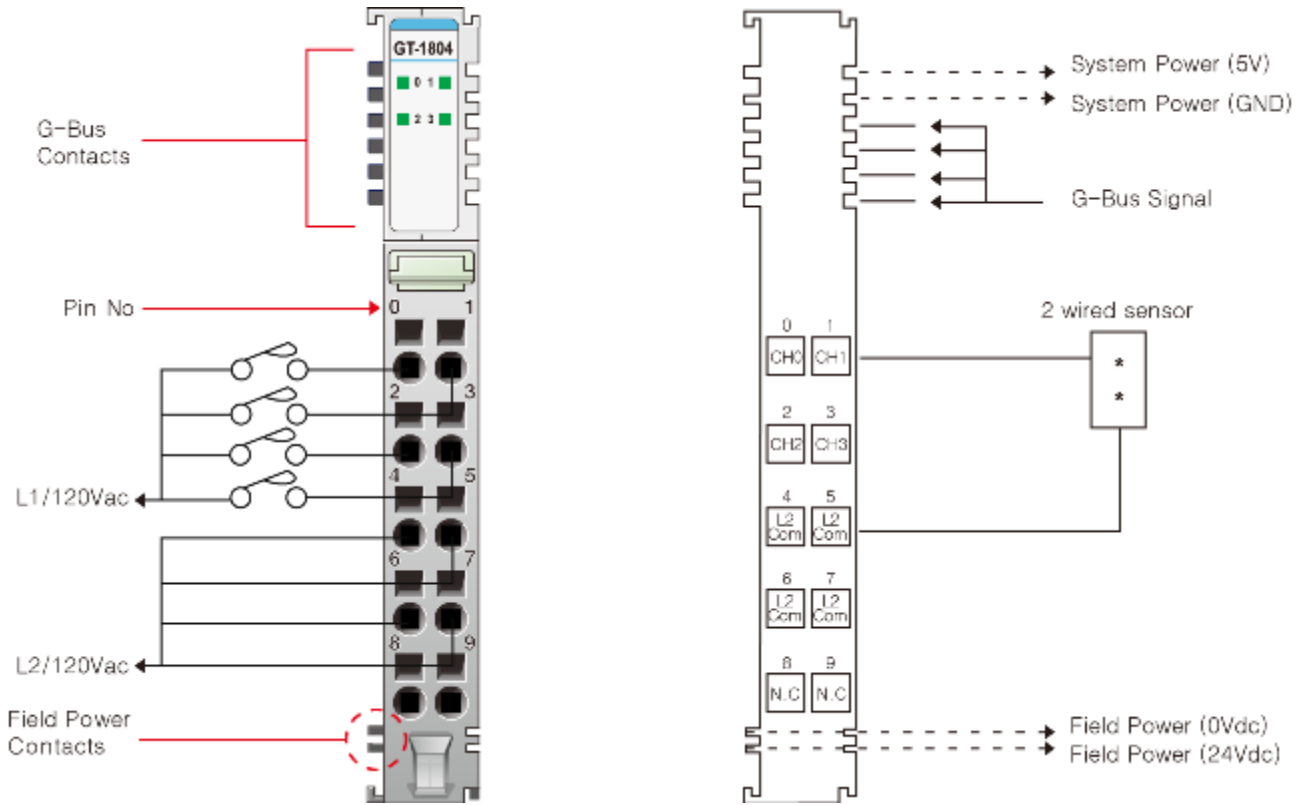 GT-1804
0 1
2 3
G-Bus
Contacts
Pin No
0 1
2 3
4 5
6 7
8 9
L1/120Vac
L2/120Vac
Field Power
Contacts
System Power (5V)
System Power (GND)
G-Bus Signal
2 wired sensor
*
*
0 1
CH0 CH1
2 3
CH2 CH3
4 5
L2 L2
Com Com
6 7
L2 L2
Com Com
8 9
N.C N.C
Field Power (0Vdc)
Field Power (24Vdc)